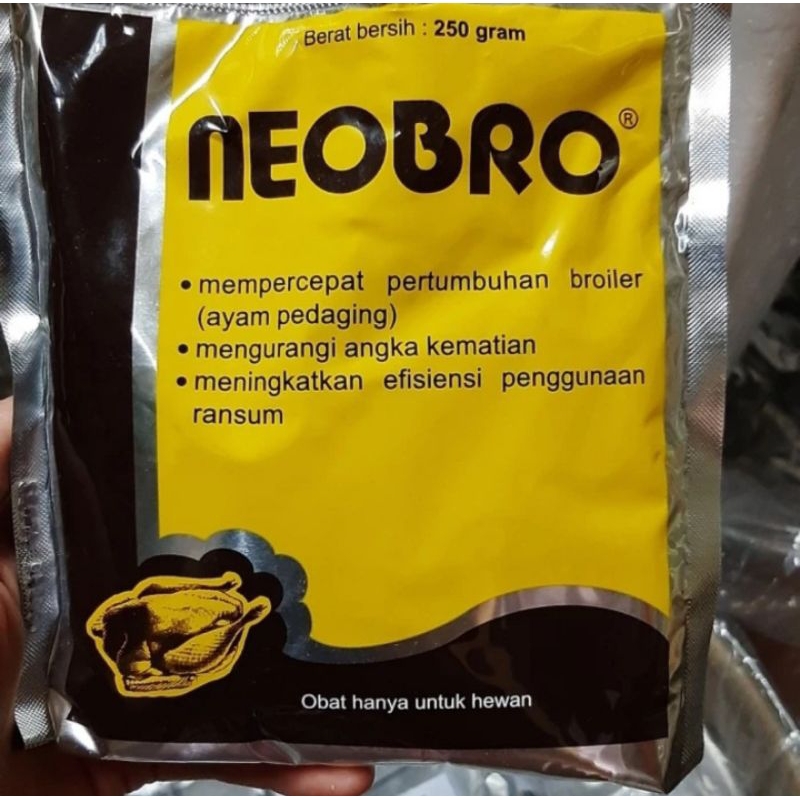 Berat bersih : 250 gram
NEOBRO®
• mempercepat pertumbuhan broiler
(ayam pedaging)
• mengurangi angka kematian
• meningkatkan efisiensi penggunaan
ransum
Obat hanya untuk hewan